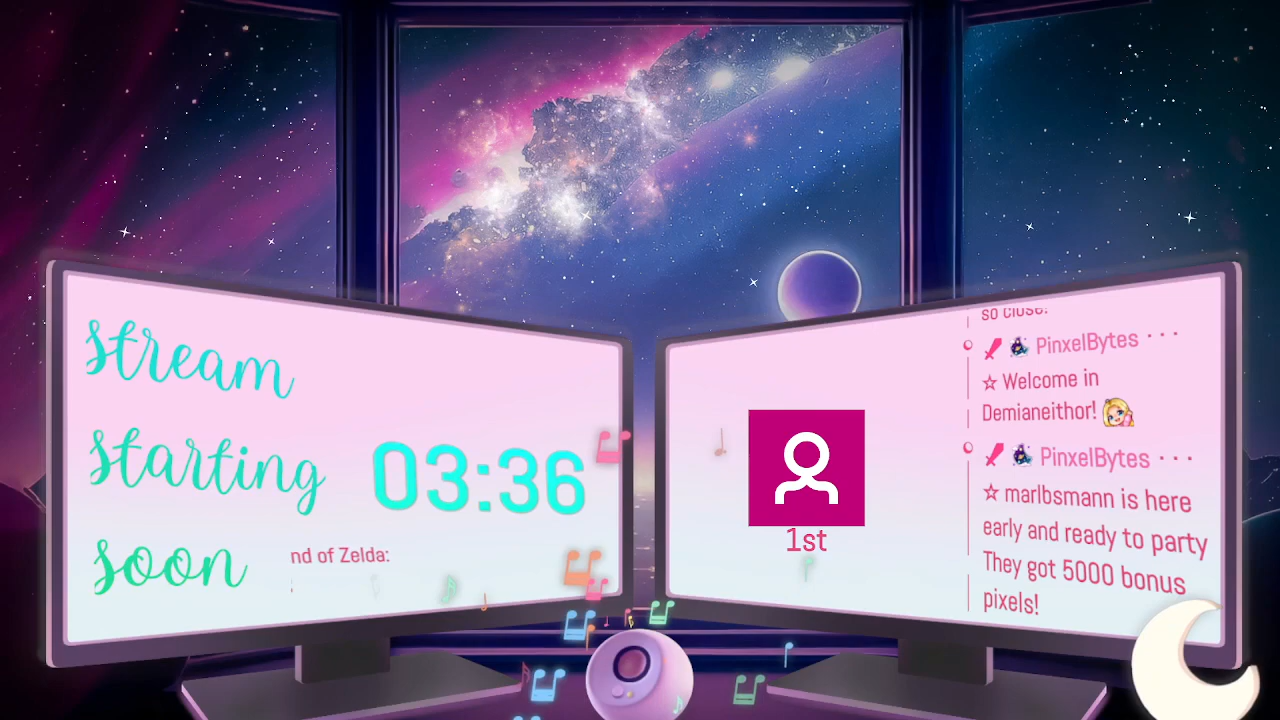 stream
starting
soon
03:36
nd of Zelda:
1st
so close!
PinxelBytes
☆ Welcome in
Demianeithor!
PinxelBytes
☆ marlbsmann is here
early and ready to party
They got 5000 bonus
pixels!